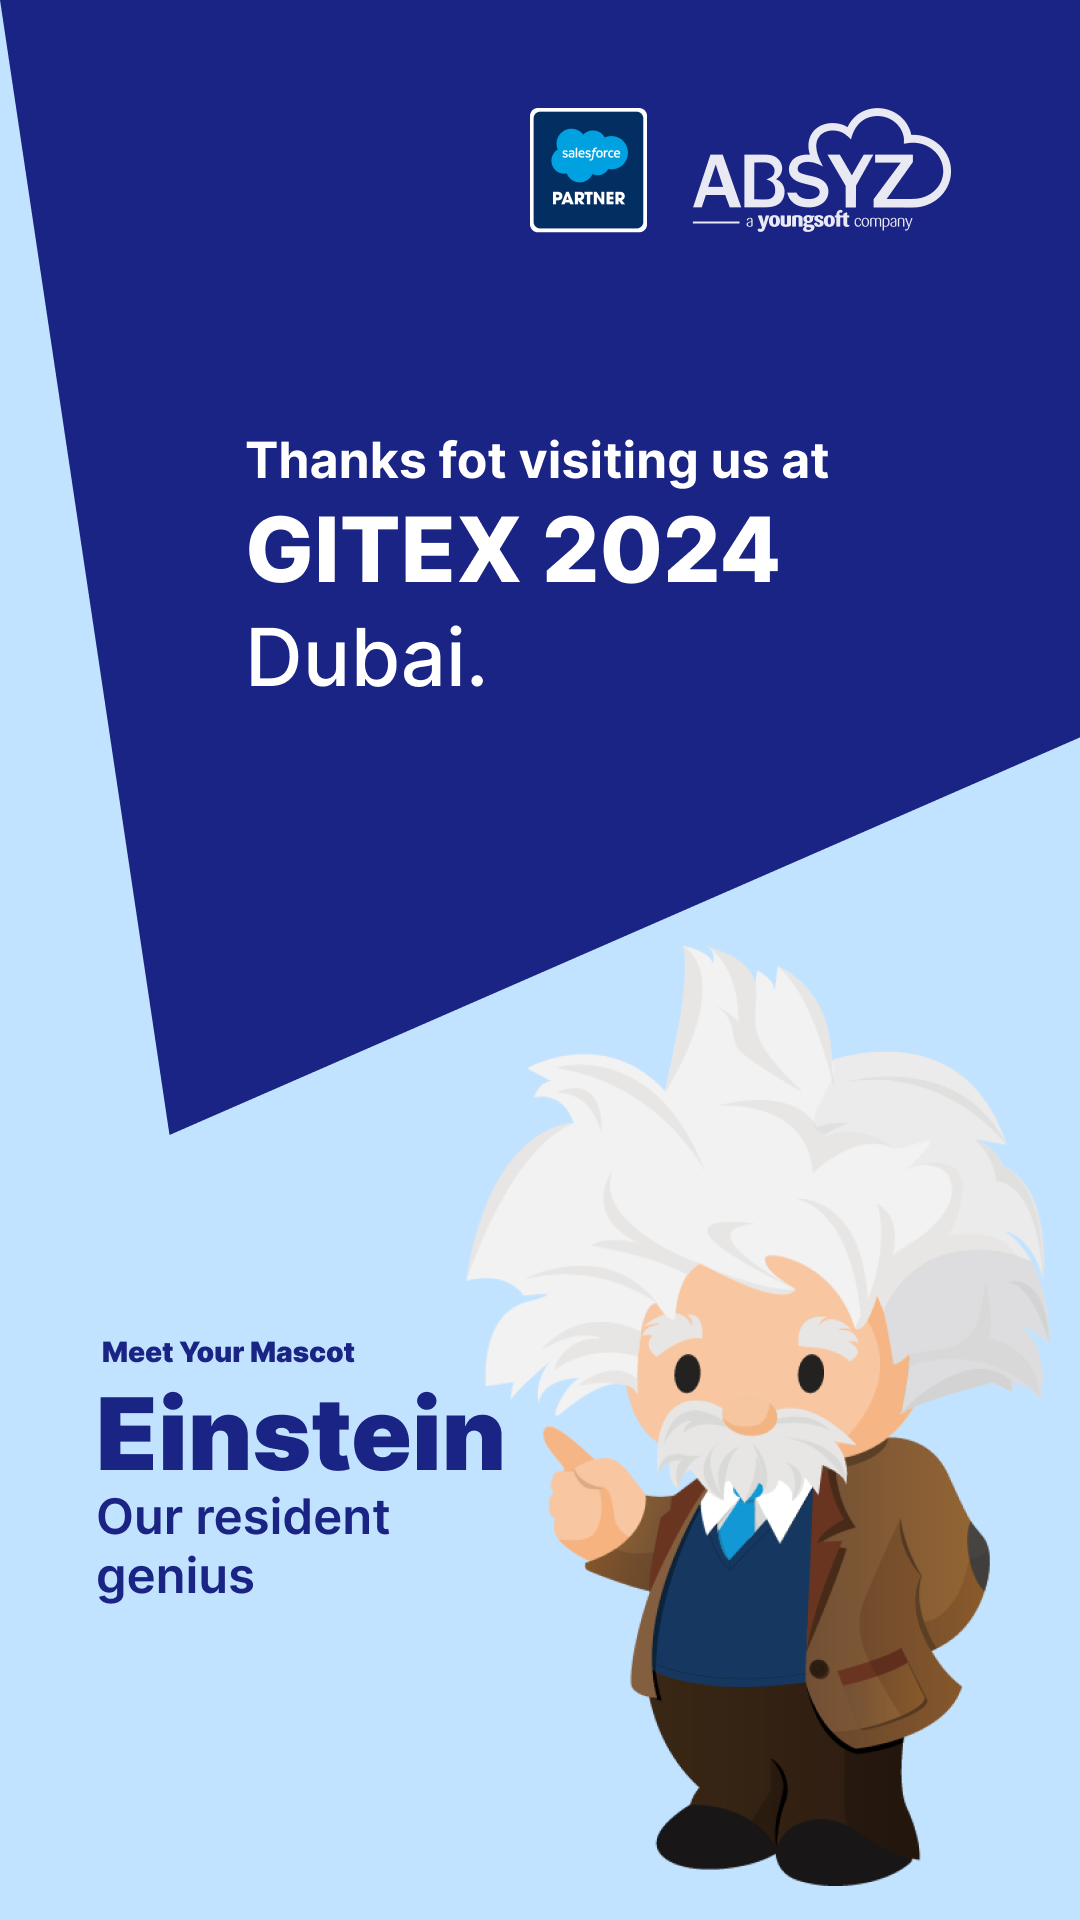 salesforce
PARTNER
ABSYZ
a youngsoft company
Thanks fot visiting us at
GITEX 2024
Dubai.
Meet Your Mascot
Einstein
Our resident
genius